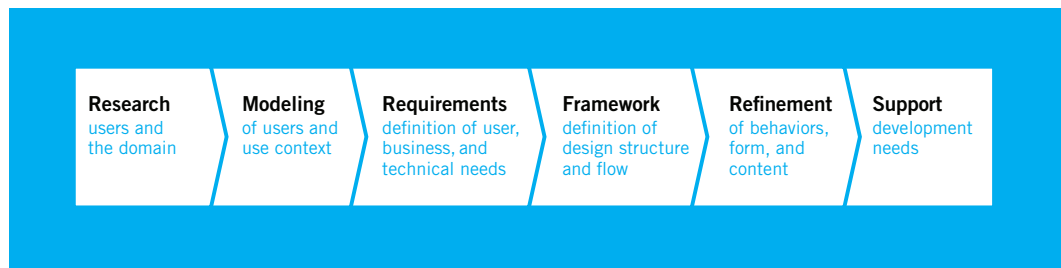 Research
users and
the domain
Modeling
of users and
use context
Requirements
definition of user,
business, and
technical needs
Framework
definition of
design structure
and flow
Refinement
of behaviors,
form, and
content
Support
development
needs